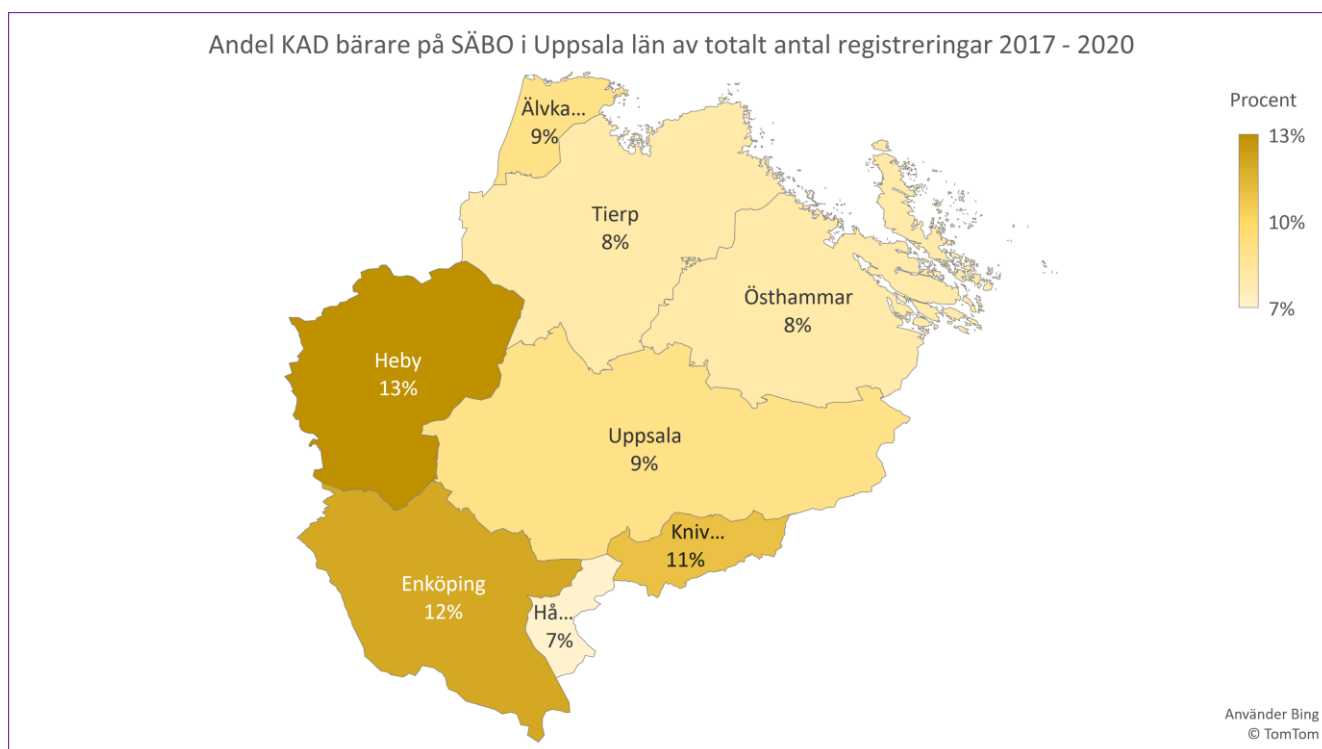 Andel KAD bärare på SÄBO i Uppsala län av totalt antal registreringar 2017 - 2020
Procent
13%
10%
7%
Älvka...
9%
Tierp
8%
Östhammar
8%
Heby
13%
Uppsala
9%
Kniv...
11%
Enköping
12%
Hå...
7%
Använder Bing
© TomTom